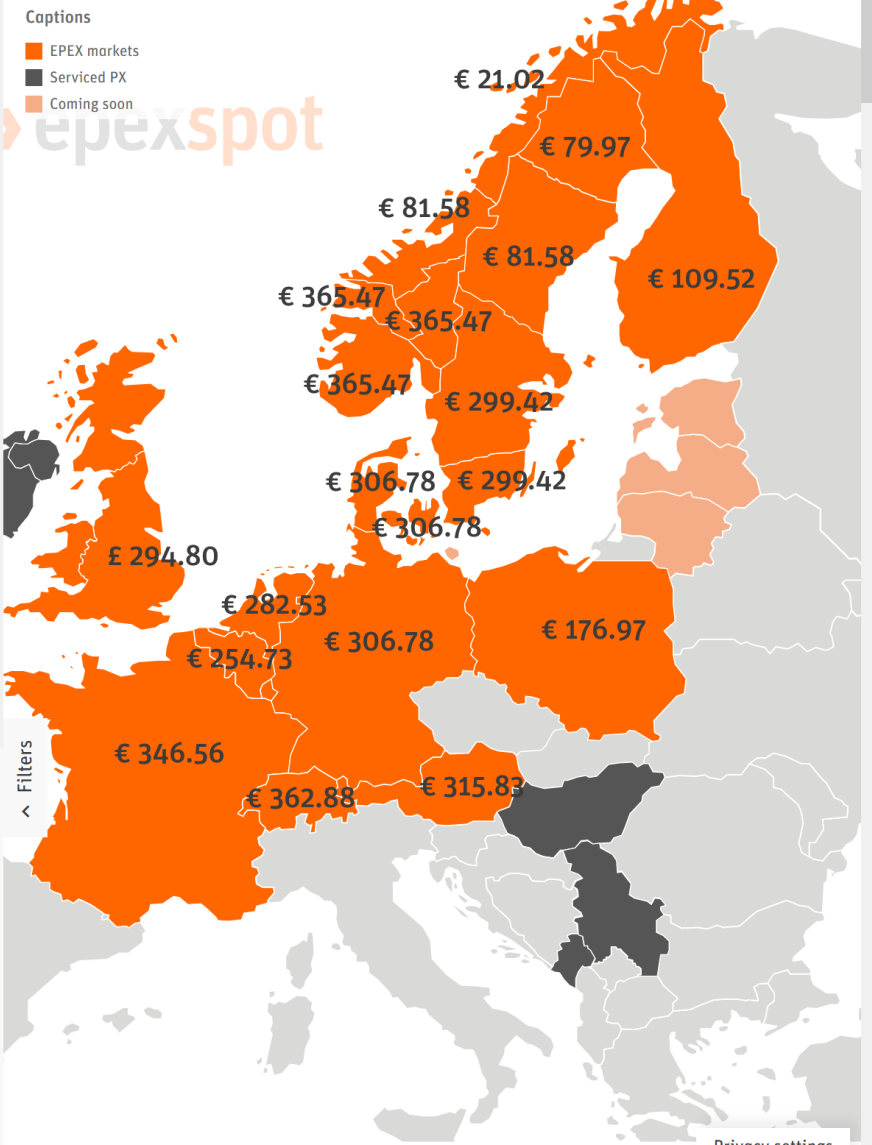 Captions
EPEX markets
Serviced PX
Coming soon
epexspot
€ 21.02
€ 79.97
€ 81.58
€ 81.58
€ 109.52
€ 365.47
€ 365.47
€ 365.47
€ 299.42
€ 306.78
€ 299.42
€ 306.78
£ 294.80
€ 282.53
€ 176.97
€ 306.78
€ 254.73
€ 346.56
€ 315.83
€ 362.88
Filters
Privacy settings